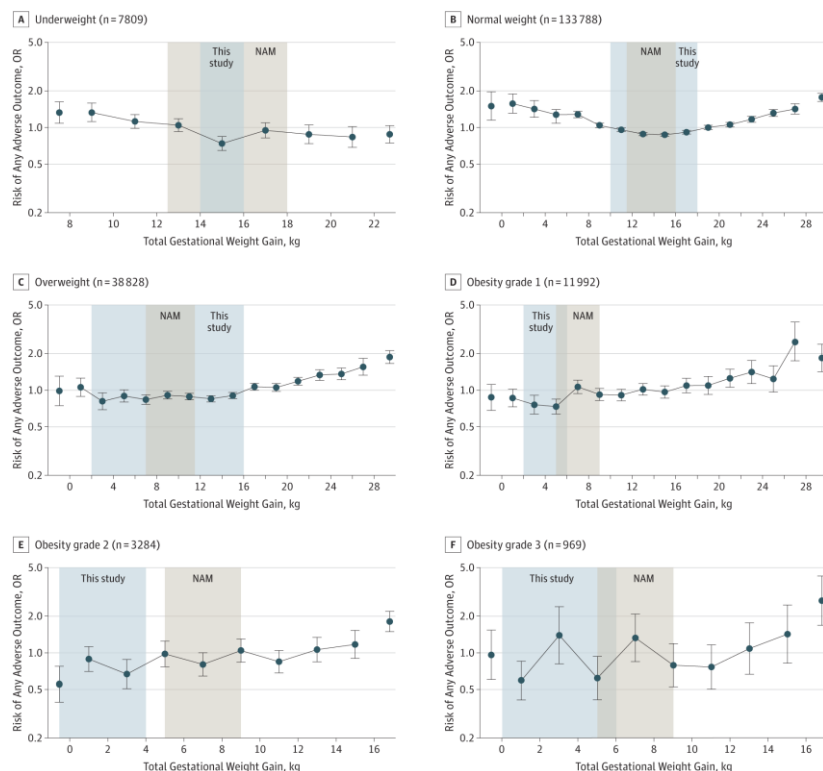 A Underweight (n = 7809)
Risk of Any Adverse Outcome, OR
5.0
2.0
1.0
0.5
0.2
This study
NAM
8 10 12 14 16 18 20 22
Total Gestational Weight Gain, kg
B Normal weight (n = 133 788)
Risk of Any Adverse Outcome, OR
5.0
2.0
1.0
0.5
0.2
NAM
This study
0 4 8 12 16 20 24 28
Total Gestational Weight Gain, kg
C Overweight (n = 38 828)
Risk of Any Adverse Outcome, OR
5.0
2.0
1.0
0.5
0.2
NAM
This study
0 4 8 12 16 20 24 28
Total Gestational Weight Gain, kg
D Obesity grade 1 (n = 11 992)
Risk of Any Adverse Outcome, OR
5.0
2.0
1.0
0.5
0.2
This study
NAM
0 4 8 12 16 20 24 28
Total Gestational Weight Gain, kg
E Obesity grade 2 (n = 3284)
Risk of Any Adverse Outcome, OR
5.0
2.0
1.0
0.5
0.2
This study
NAM
0 2 4 6 8 10 12 14 16
Total Gestational Weight Gain, kg
F Obesity grade 3 (n = 969)
Risk of Any Adverse Outcome, OR
5.0
2.0
1.0
0.5
0.2
This study
NAM
0 2 4 6 8 10 12 14 16
Total Gestational Weight Gain, kg